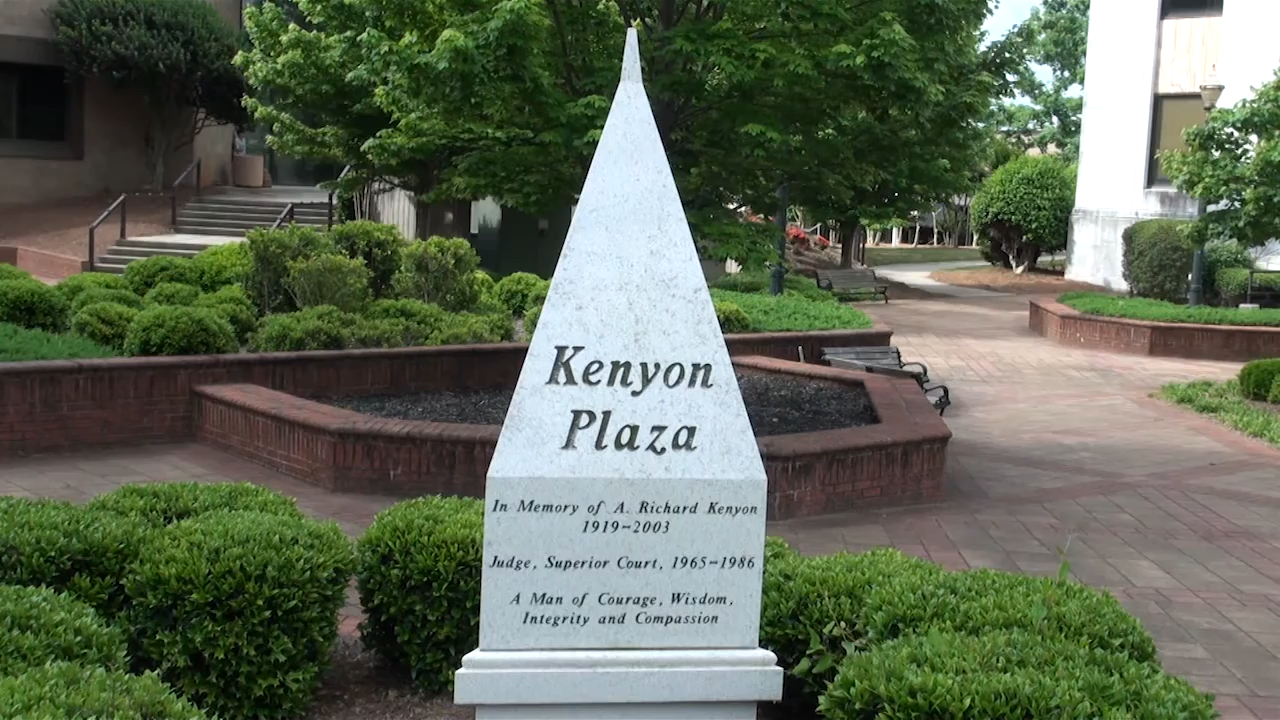 Kenyon
Plaza
In Memory of A. Richard Kenyon
1919-2003
Judge, Superior Court, 1965-1986
A Man of Courage, Wisdom,
Integrity and Compassion